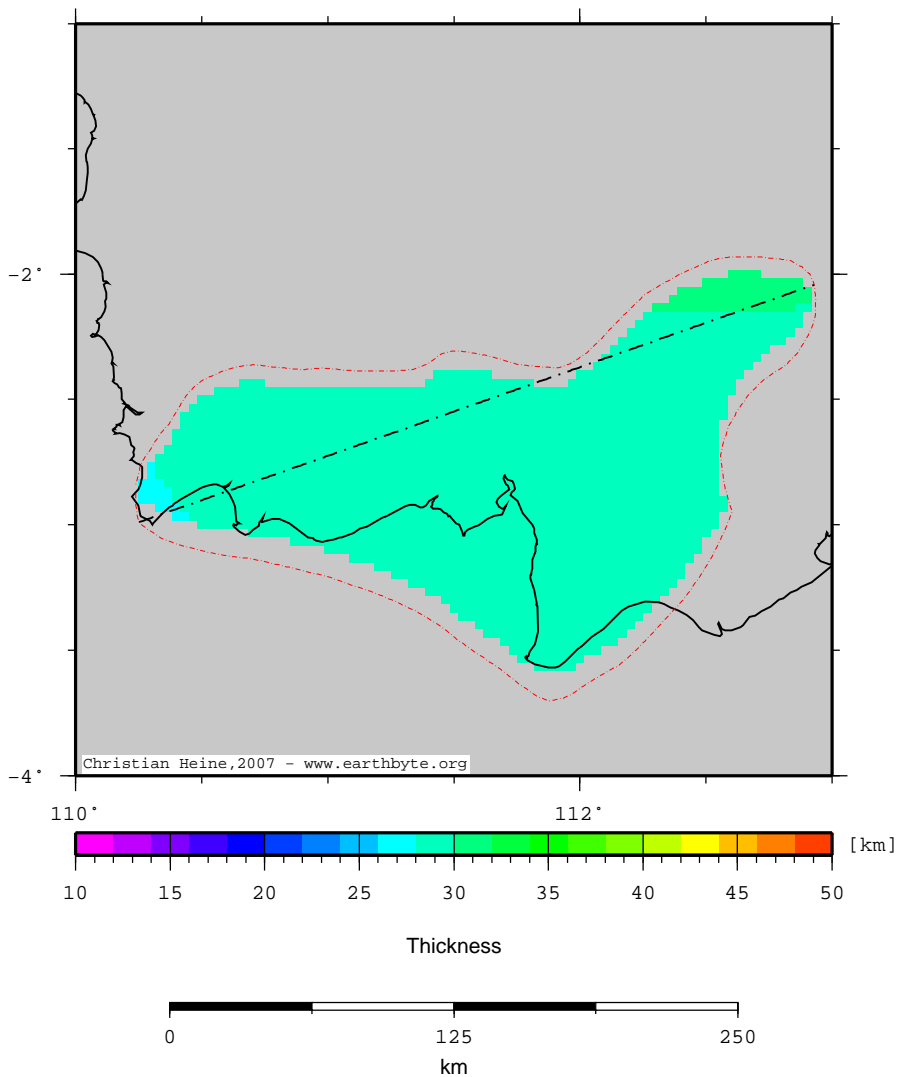 -2°
Christian Heine,2007 - www.earthbyte.org
-4°
110° 112°
[km]
10 15 20 25 30 35 40 45 50
Thickness
0 125 250
km